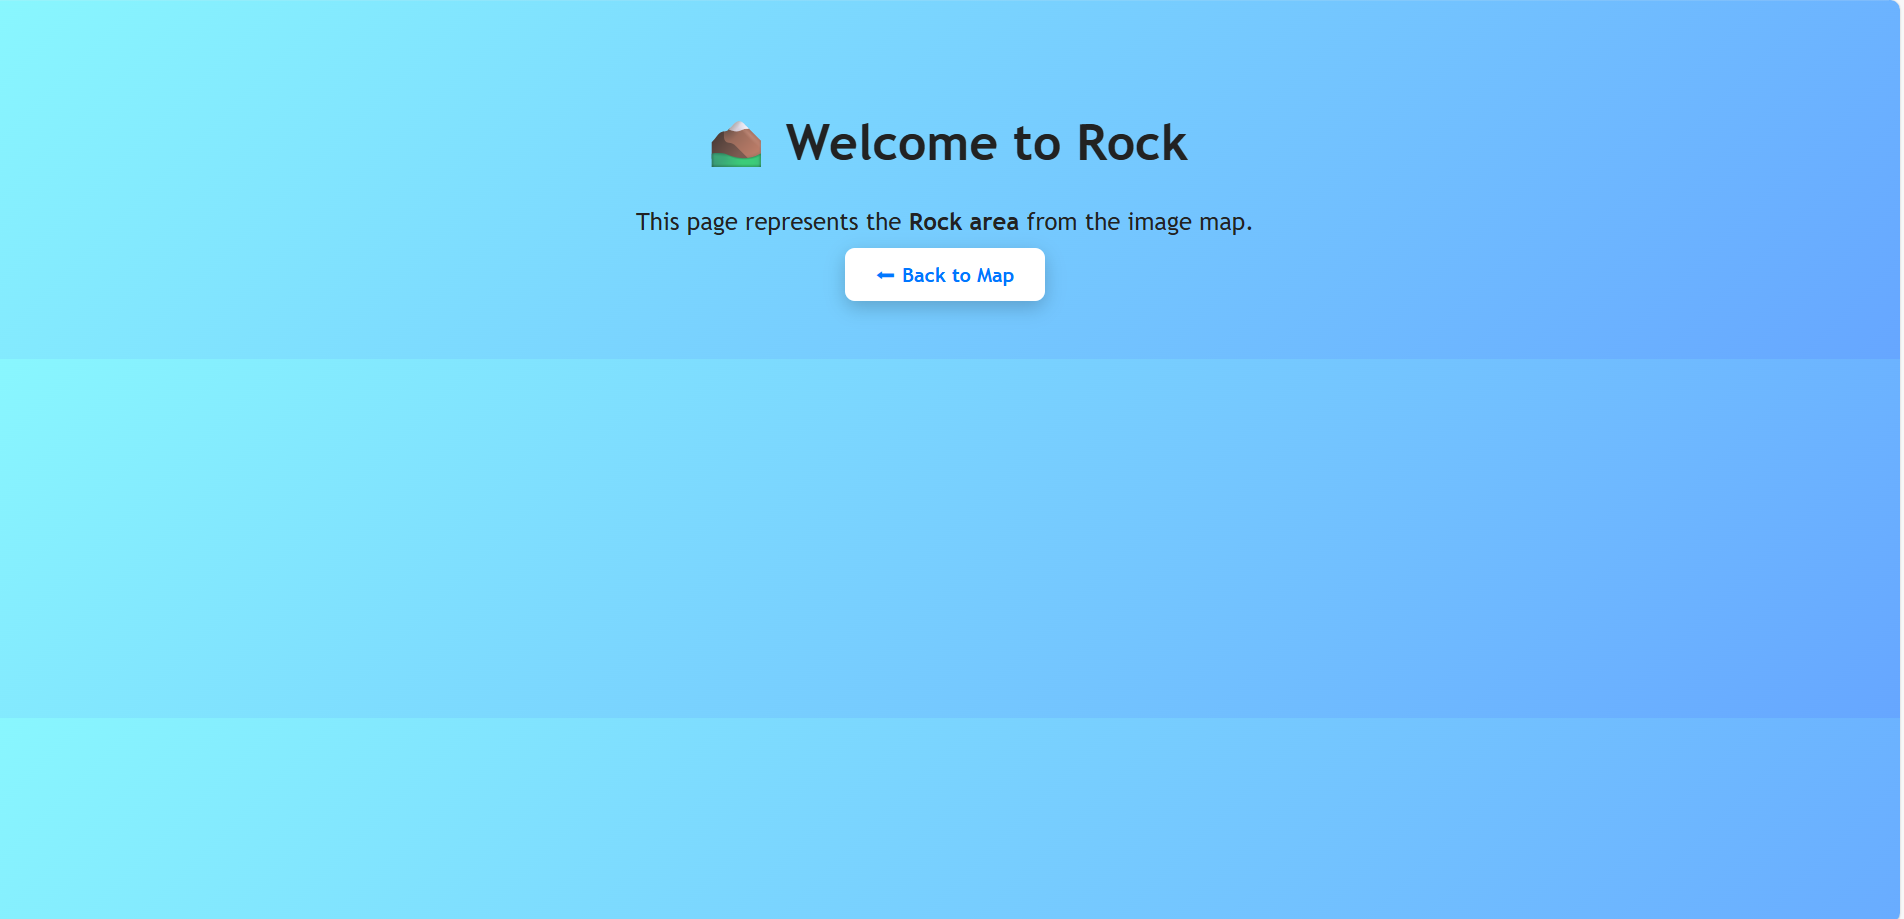 Welcome to Rock
This page represents the Rock area from the image map.
⬅ Back to Map